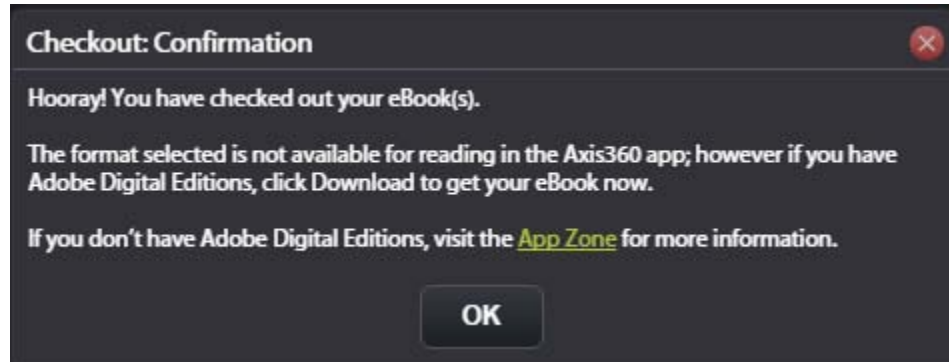 Checkout: Confirmation
Hooray! You have checked out your eBook(s).
The format selected is not available for reading in the Axis360 app; however if you have
Adobe Digital Editions, click Download to get your eBook now.
If you don't have Adobe Digital Editions, visit the App Zone for more information.
OK